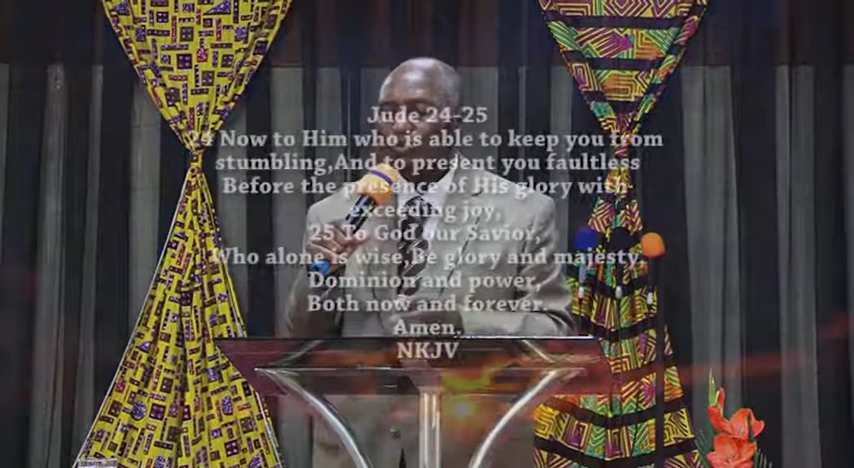 Jude 24-25
24 Now to Him who is able to keep you from
stumbling,And to present you faultless
Before the presence of His glory with
exceeding joy,
25 To God our Savior,
Who alone is wise,Be glory and majesty,
Dominion and power,
Both now and forever.
Amen.
NKJV